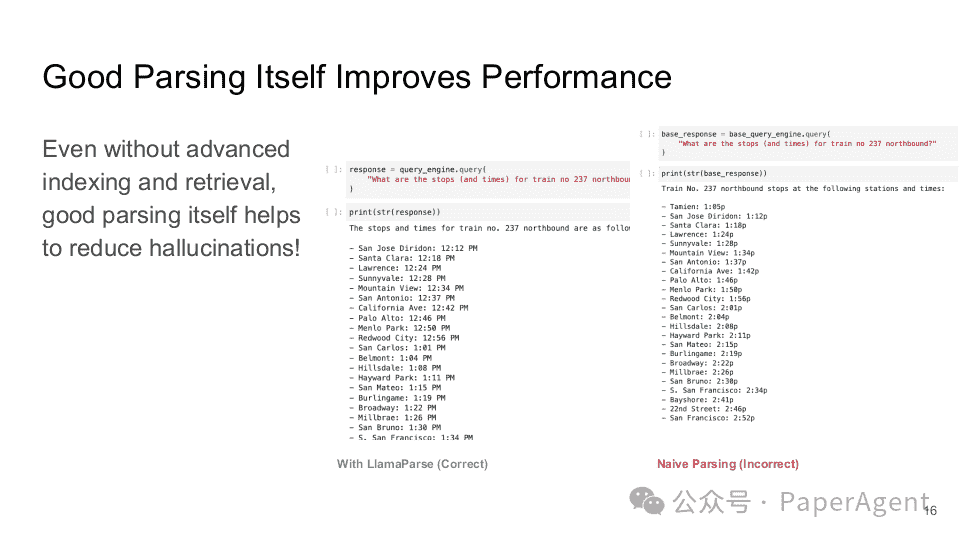 Good Parsing Itself Improves Performance
Even without advanced
indexing and retrieval,
good parsing itself helps
to reduce hallucinations!
[ ]: response = query_engine.query(
"What are the stops (and times) for train no 237 northbou
)
[ ]: print(str(response))
The stops and times for train no. 237 northbound are as follow
- San Jose Diridon: 12:12 PM
- Santa Clara: 12:18 PM
- Lawrence: 12:24 PM
- Sunnyvale: 12:28 PM
- Mountain View: 12:34 PM
- San Antonio: 12:37 PM
- California Ave: 12:42 PM
- Palo Alto: 12:46 PM
- Menlo Park: 12:50 PM
- Redwood City: 12:56 PM
- San Carlos: 1:01 PM
- Belmont: 1:04 PM
- Hillsdale: 1:08 PM
- Hayward Park: 1:11 PM
- San Mateo: 1:15 PM
- Burlingame: 1:19 PM
- Broadway: 1:22 PM
- Millbrae: 1:26 PM
- San Bruno: 1:30 PM
- S. San Francisco: 1:34 PM
With LlamaParse (Correct)
[ ]: base_response = base_query_engine.query(
"What are the stops (and times) for train no 237 northbound?"
)
[ ]: print(str(base_response))
Train No. 237 northbound stops at the following stations and times:
- Tamien: 1:05p
- San Jose Diridon: 1:12p
- Santa Clara: 1:18p
- Lawrence: 1:24p
- Sunnyvale: 1:28p
- Mountain View: 1:34p
- San Antonio: 1:37p
- California Ave: 1:42p
- Palo Alto: 1:46p
- Menlo Park: 1:50p
- Redwood City: 1:56p
- San Carlos: 2:01p
- Belmont: 2:04p
- Hillsdale: 2:08p
- Hayward Park: 2:11p
- San Mateo: 2:15p
- Burlingame: 2:19p
- Broadway: 2:22p
- Millbrae: 2:26p
- San Bruno: 2:30p
- S. San Francisco: 2:34p
- Bayshore: 2:41p
- 22nd Street: 2:46p
- San Francisco: 2:52p
Naive Parsing (Incorrect)
公众号 · PaperAgent
16